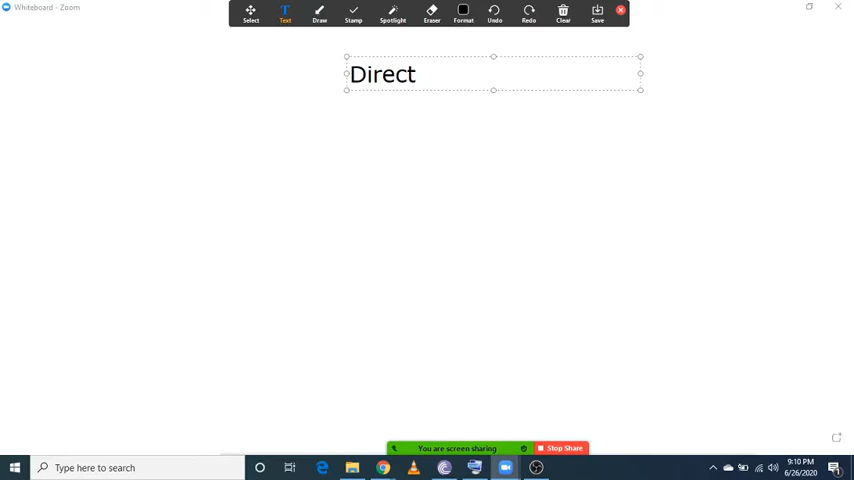 Whiteboard - Zoom
Select
Text
Draw
Stamp
Spotlight
Eraser
Format
Undo
Redo
Clear
Save
Direct
You are screen sharing
Stop Share
Type here to search
9:10 PM
6/26/2020
1